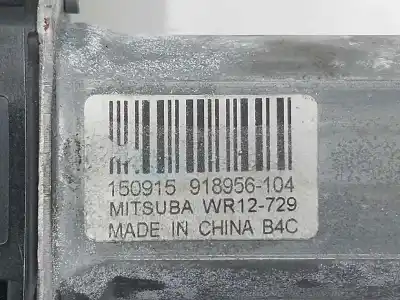 150915 918956-104
MITSUBA WR12-729
MADE IN CHINA B4C